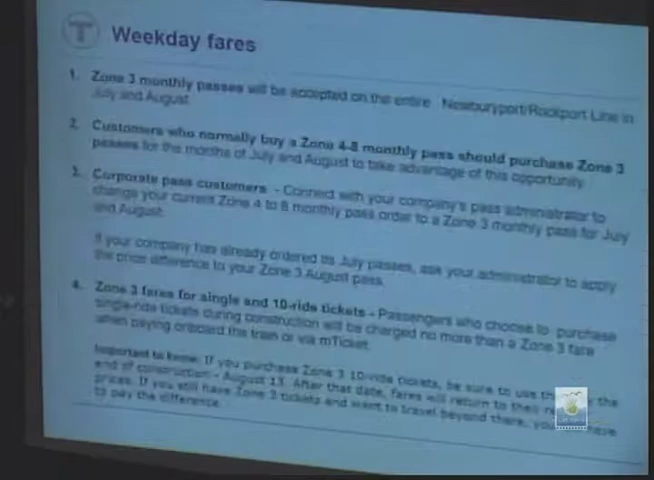 T Weekday fares
1. Zone 3 monthly passes will be accepted on the entire Newburyport/Rockport Line in
July and August
2. Customers who normally buy a Zone 4-8 monthly pass should purchase Zone 3
passes for the months of July and August to take advantage of this opportunity.
3. Corporate pass customers - Connect with your company's pass administrator to
change your current Zone 4 to 8 monthly pass order to a Zone 3 monthly pass for July
and August.
If your company has already ordered its July passes, ask your administrator to apply
the price difference to your Zone 3 August pass.
4. Zone 3 fares for single and 10-ride tickets - Passengers who choose to purchase
single-ride tickets during construction will be charged no more than a Zone 3 fare
when paying onboard the train or via mTicket.
Important to know: If you purchase Zone 3 10-ride tickets, be sure to use the
end of construction - August 13. After that date, fares will return to their
prices. If you still have Zone 3 tickets and want to travel beyond there,
to pay the difference.